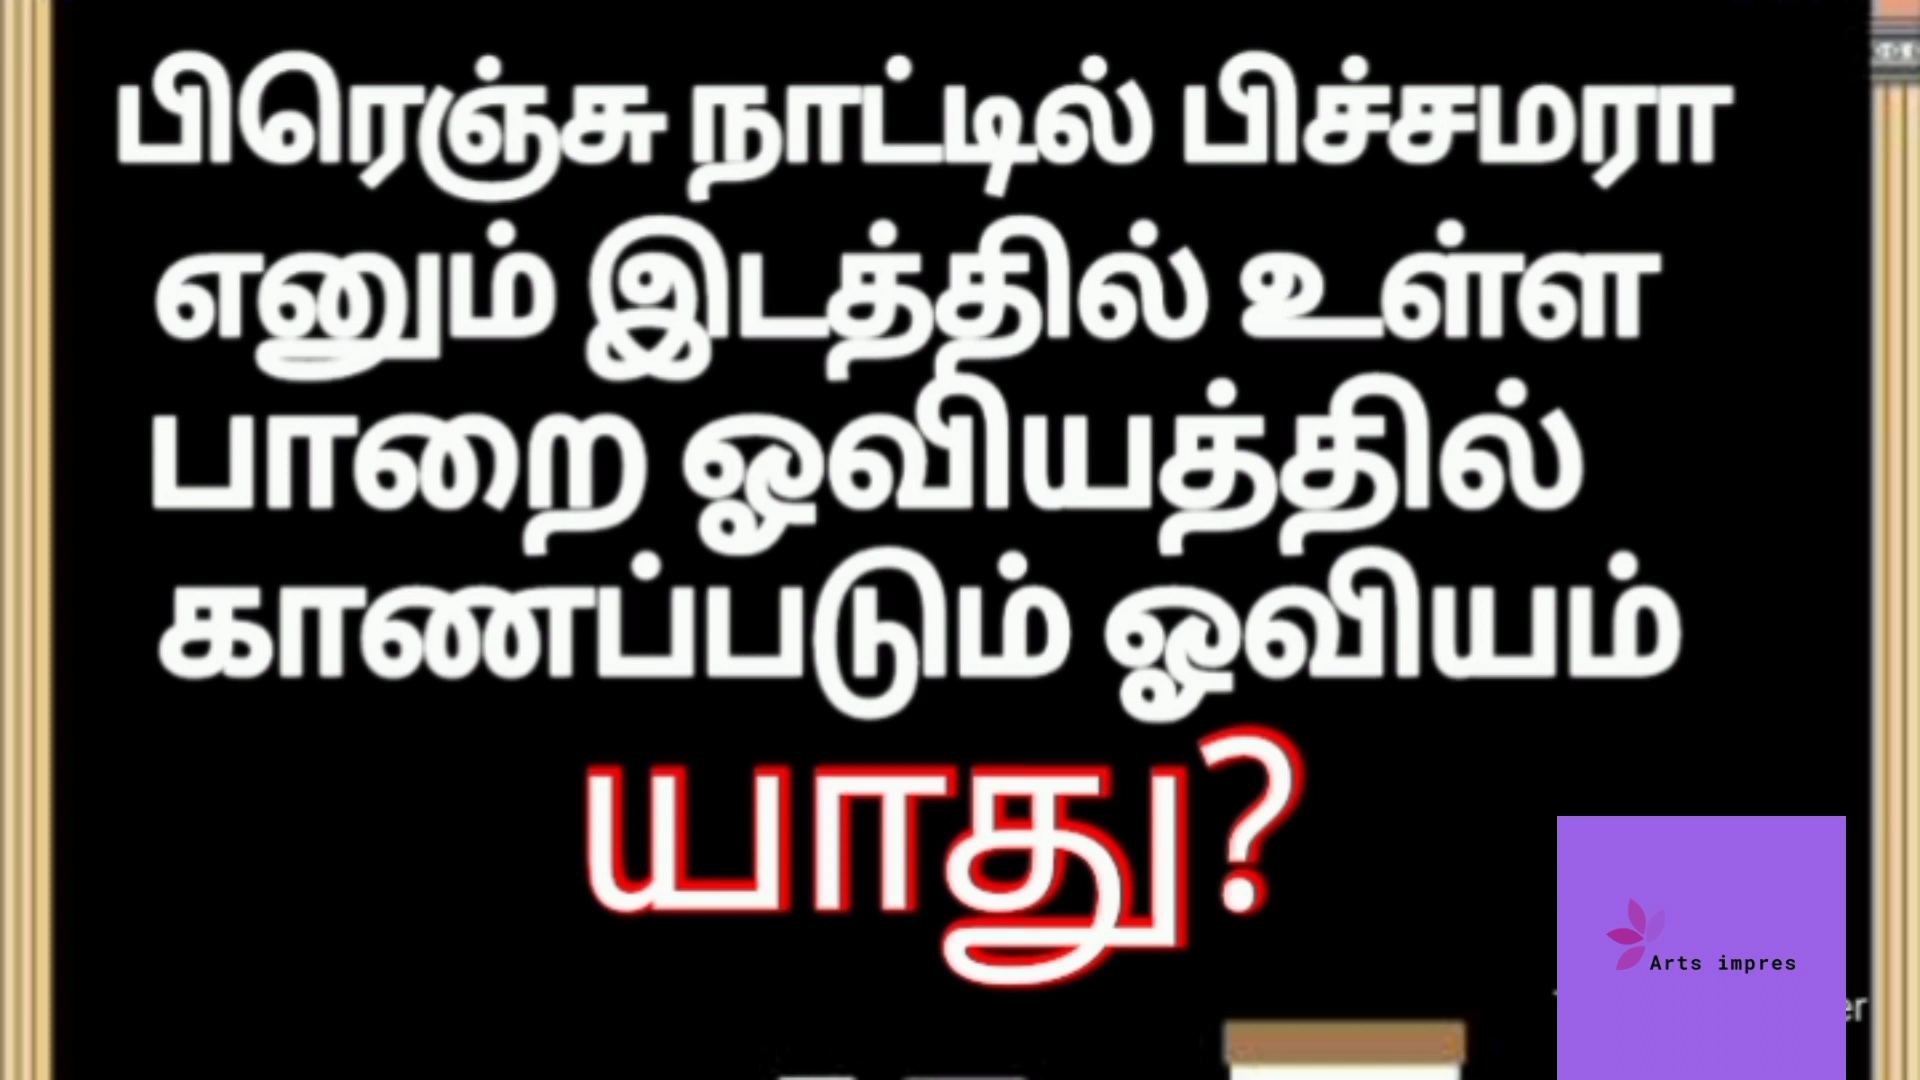 பிரெஞ்சு நாட்டில் பிச்சமரா
எனும் இடத்தில் உள்ள
பாறை ஓவியத்தில்
காணப்படும் ஓவியம்
யாது?
Arts impres